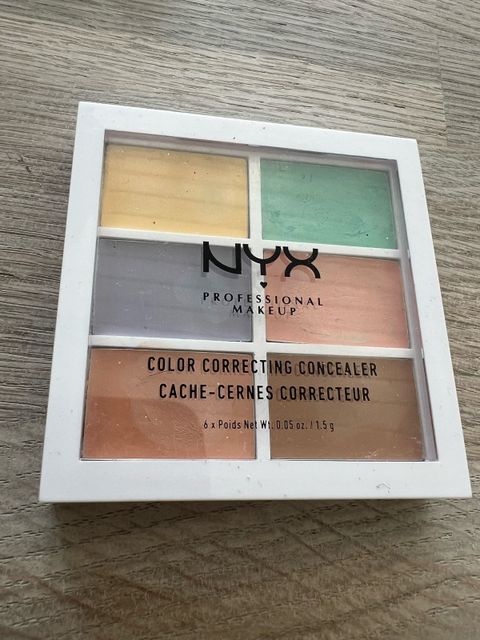 NYX
PROFESSIONAL
MAKEUP
COLOR CORRECTING CONCEALER
CACHE-CERNES CORRECTEUR
6 x Poids Net Wt. 0.05 oz. / 1.5 g